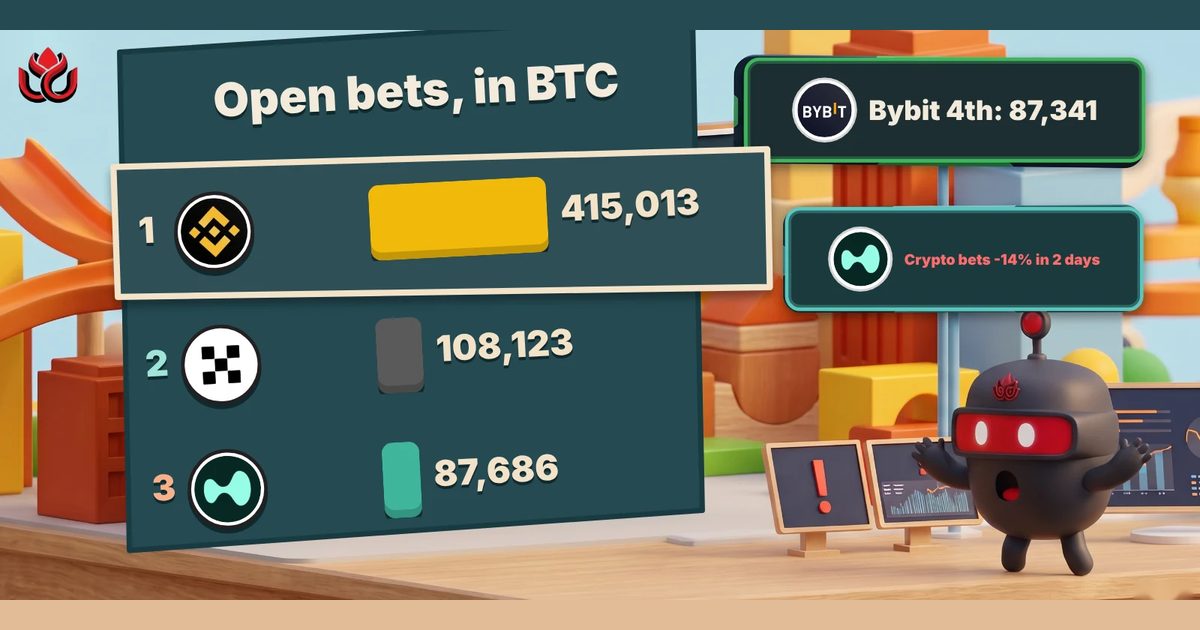 Open bets, in BTC
1
415,013
2
108,123
3
87,686
BYBIT
Bybit 4th: 87,341
Crypto bets -14% in 2 days
!